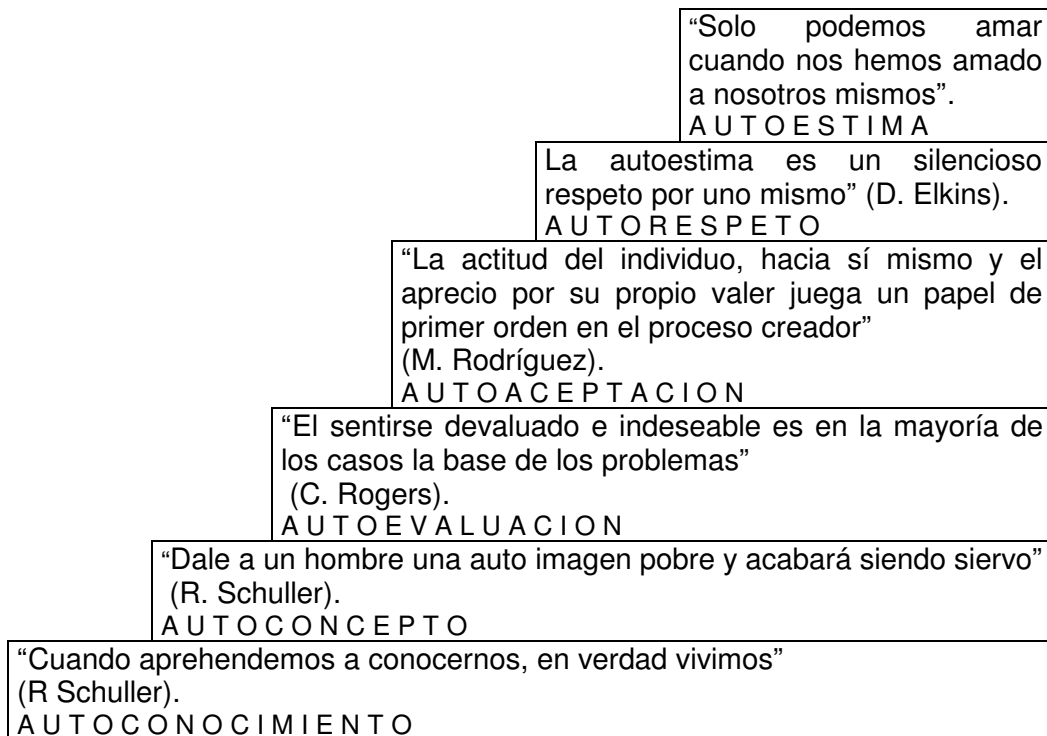 “Solo podemos amar
cuando nos hemos amado
a nosotros mismos”.
A U T O E S T I M A
La autoestima es un silencioso
respeto por uno mismo” (D. Elkins).
A U T O R E S P E T O
“La actitud del individuo, hacia sí mismo y el
aprecio por su propio valer juega un papel de
primer orden en el proceso creador”
(M. Rodríguez).
A U T O A C E P T A C I O N
“El sentirse devaluado e indeseable es en la mayoría de
los casos la base de los problemas”
(C. Rogers).
A U T O E V A L U A C I O N
“Dale a un hombre una auto imagen pobre y acabará siendo siervo”
(R. Schuller).
A U T O C O N C E P T O
“Cuando aprehendemos a conocernos, en verdad vivimos”
(R Schuller).
A U T O C O N O C I M I E N T O